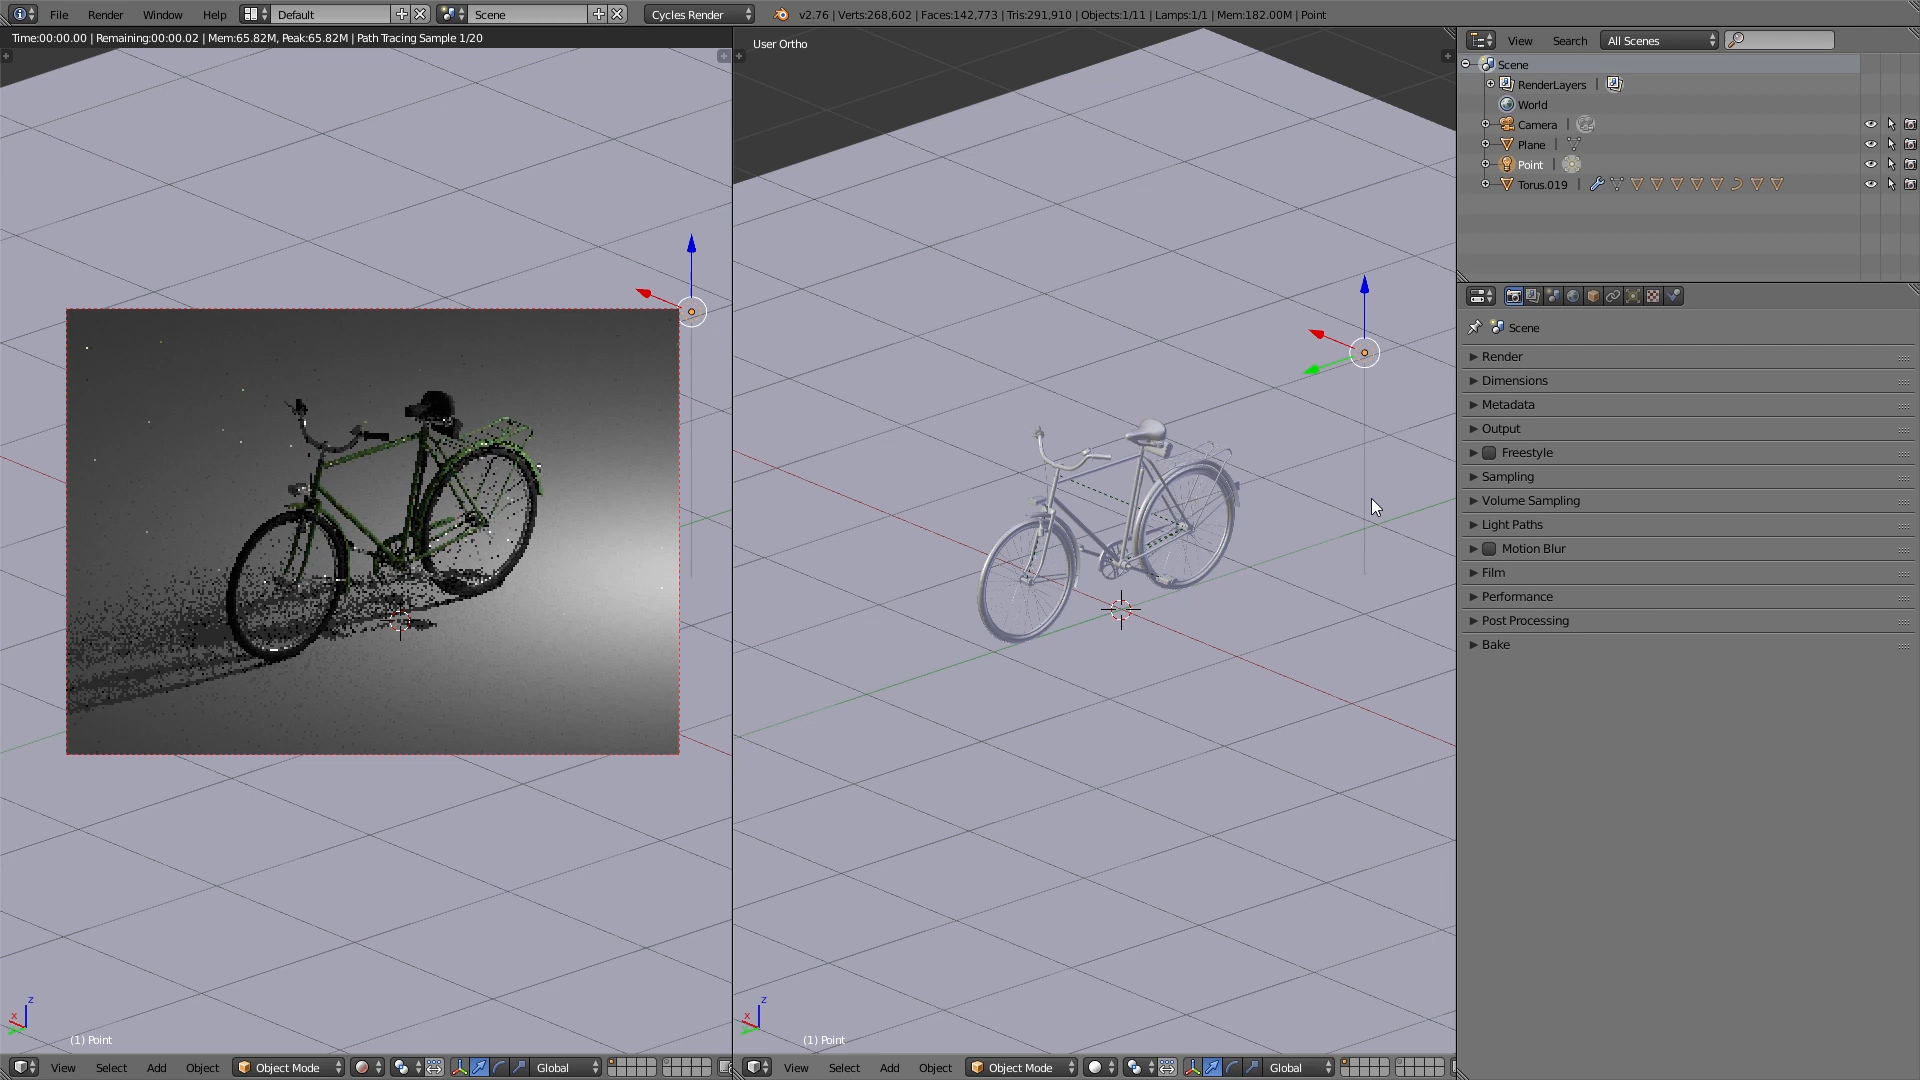 File Render Window Help Default Scene Cycles Render v2.76 | Verts:268,602 | Faces:142,773 | Tris:291,910 | Objects:1/11 | Lamps:1/1 | Mem:182.00M | Point
Time:00:00.00 | Remaining:00:00.02 | Mem:65.82M, Peak:65.82M | Path Tracing Sample 1/20
User Ortho
View Search All Scenes
Scene
RenderLayers |
World
Camera |
Plane |
Point |
Torus.019 |
Scene
Render
Dimensions
Metadata
Output
Freestyle
Sampling
Volume Sampling
Light Paths
Motion Blur
Film
Performance
Post Processing
Bake
z
x
(1) Point
z
x
(1) Point
View Select Add Object Object Mode Global
View Select Add Object Object Mode Global